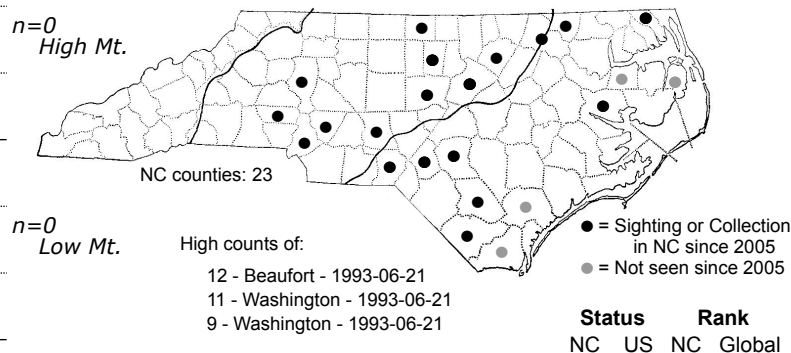 n=0
High Mt.
NC counties: 23
n=0
Low Mt.
High counts of:
12 - Beaufort - 1993-06-21
11 - Washington - 1993-06-21
9 - Washington - 1993-06-21
= Sighting or Collection
in NC since 2005
= Not seen since 2005
Status Rank
NC US NC Global